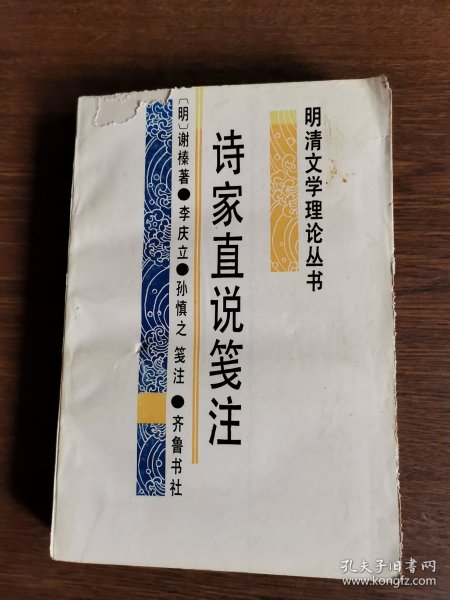 明清文学理论丛书
诗家直说笺注
〔明〕谢榛著●李庆立●孙慎之 笺注●齐鲁书社
孔夫子旧书网
www.kongfz.com